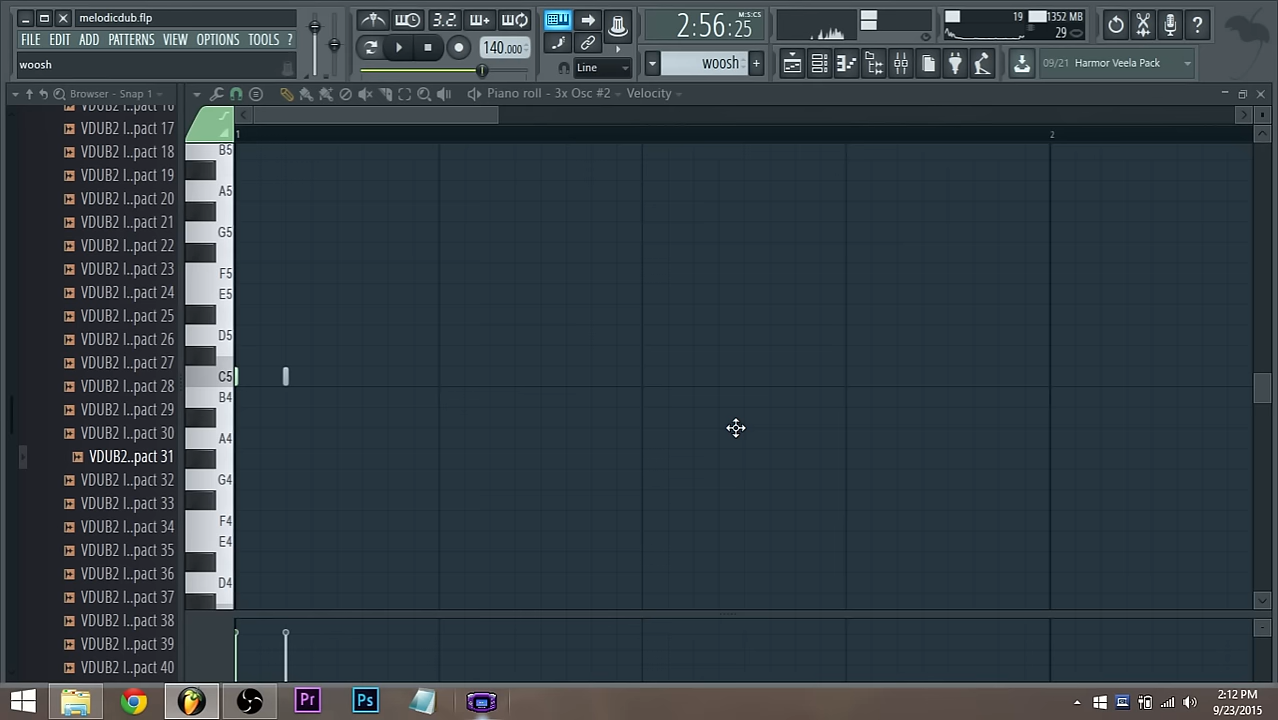 melodicdub.flp
FILE EDIT ADD PATTERNS VIEW OPTIONS TOOLS ?
woosh
3.2.
140.000
Line
2:56:25
M:S:CS
woosh
19
1352 MB
29
09/21 Harmor Veela Pack
Browser - Snap 1
Piano roll - 3x Osc #2 Velocity
VDUB2 I..pact 16
VDUB2 I..pact 17
VDUB2 I..pact 18
VDUB2 I..pact 19
VDUB2 I..pact 20
VDUB2 I..pact 21
VDUB2 I..pact 22
VDUB2 I..pact 23
VDUB2 I..pact 24
VDUB2 I..pact 25
VDUB2 I..pact 26
VDUB2 I..pact 27
VDUB2 I..pact 28
VDUB2 I..pact 29
VDUB2 I..pact 30
VDUB2..pact 31
VDUB2 I..pact 32
VDUB2 I..pact 33
VDUB2 I..pact 34
VDUB2 I..pact 35
VDUB2 I..pact 36
VDUB2 I..pact 37
VDUB2 I..pact 38
VDUB2 I..pact 39
VDUB2 I..pact 40
1 2
B5
A5
G5
F5
E5
D5
C5
B4
A4
G4
F4
E4
D4
Pr
Ps
2:12 PM
9/23/2015